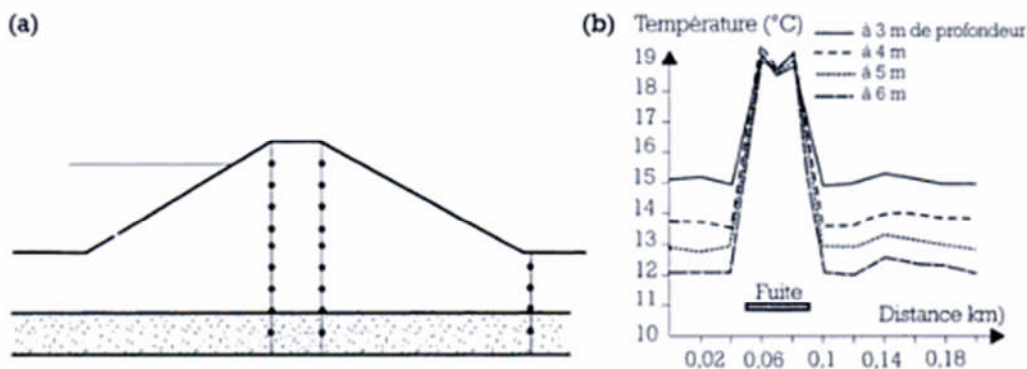 (a)
(b)
Température (°C)
à 3 m de profondeur
à 4 m
à 5 m
à 6 m
19
18
17
16
15
14
13
12
11
10
Fuite
Distance km)
0,02
0,06
0,1
0,14
0,18